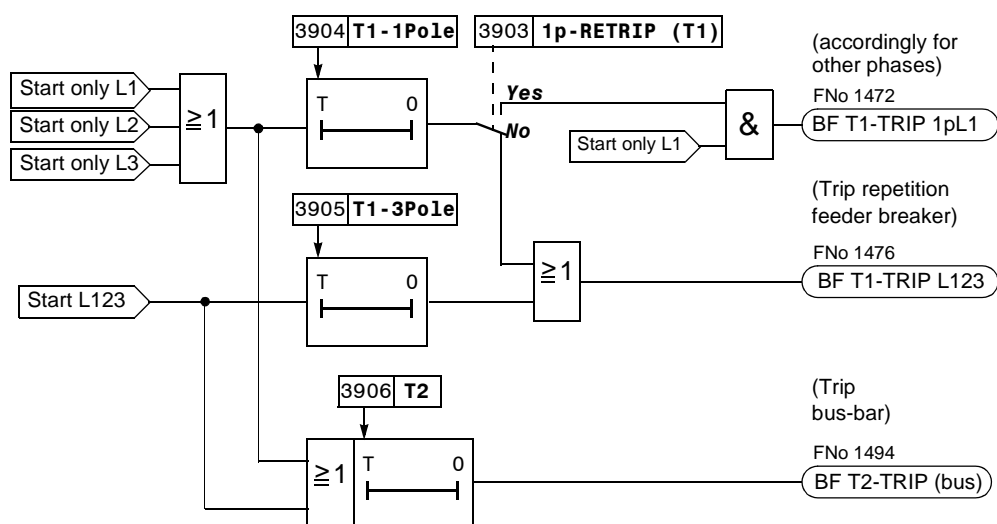 3904 T1-1Pole
3903 1p-RETRIP (T1)
(accordingly for
other phases)
FNo 1472
BF T1-TRIP 1pL1
Start only L1
Start only L2
Start only L3
≧1
T 0
Yes
No
Start only L1
&
3905 T1-3Pole
(Trip repetition
feeder breaker)
FNo 1476
BF T1-TRIP L123
Start L123
T 0
≧1
3906 T2
(Trip
bus-bar)
FNo 1494
BF T2-TRIP (bus)
≧1
T 0